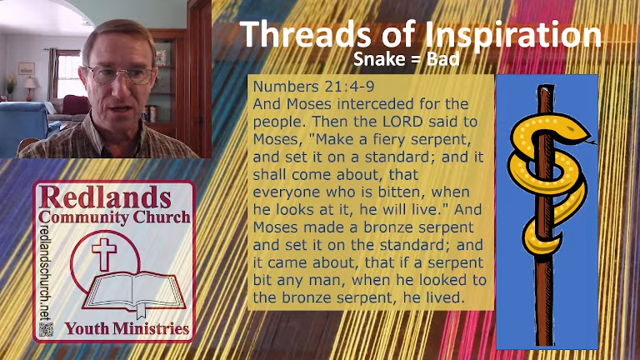 Threads of Inspiration
Snake = Bad
Numbers 21:4-9
And Moses interceded for the
people. Then the LORD said to
Moses, "Make a fiery serpent,
and set it on a standard; and it
shall come about, that
everyone who is bitten, when
he looks at it, he will live." And
Moses made a bronze serpent
and set it on the standard; and
it came about, that if a serpent
bit any man, when he looked to
the bronze serpent, he lived.
Redlands
Community Church
redlandschurch.net
Youth Ministries